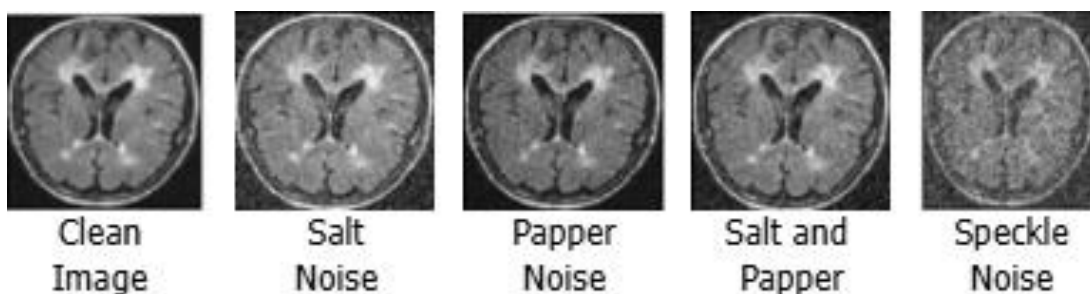 Clean
Image
Salt
Noise
Papper
Noise
Salt and
Papper
Speckle
Noise